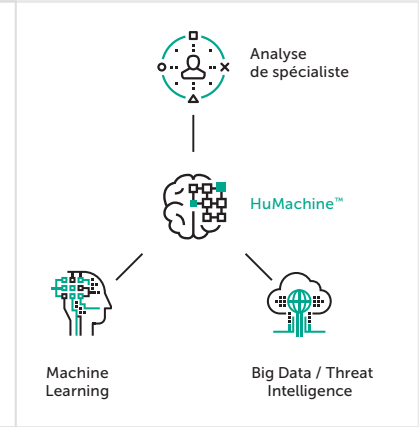 Analyse
de spécialiste
HuMachine™
Machine
Learning
Big Data / Threat
Intelligence